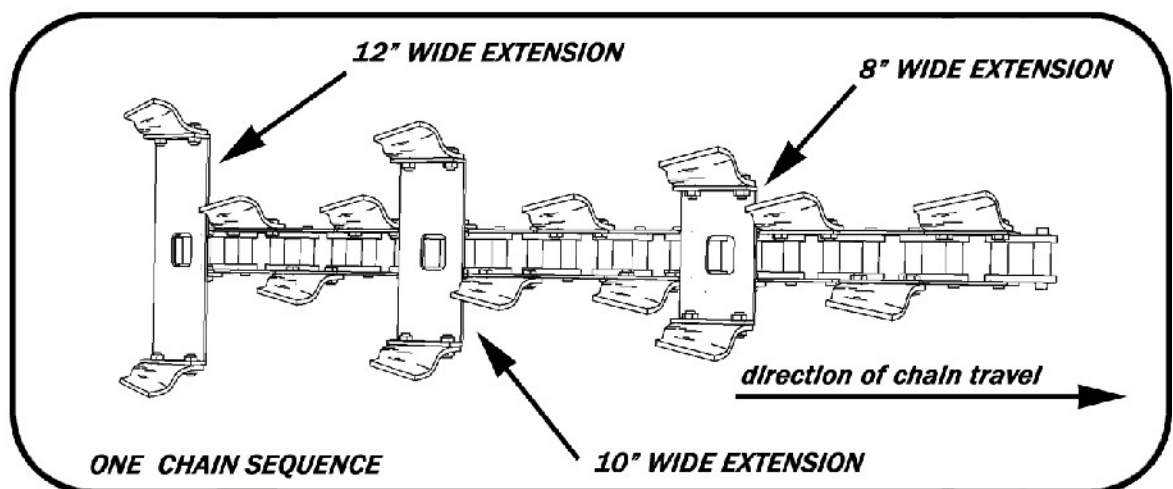 12" WIDE EXTENSION
8" WIDE EXTENSION
direction of chain travel
10" WIDE EXTENSION
ONE CHAIN SEQUENCE